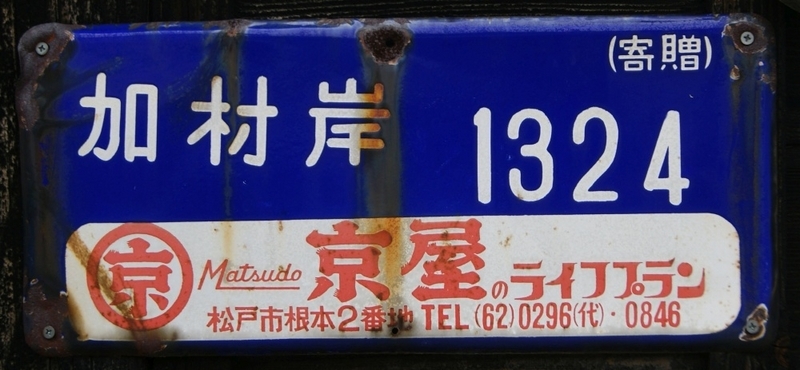 (寄贈)
加村岸 1324
京 Matsudo 京屋のライフプラン
松戸市根本2番地 TEL(62)0296(代)・0846